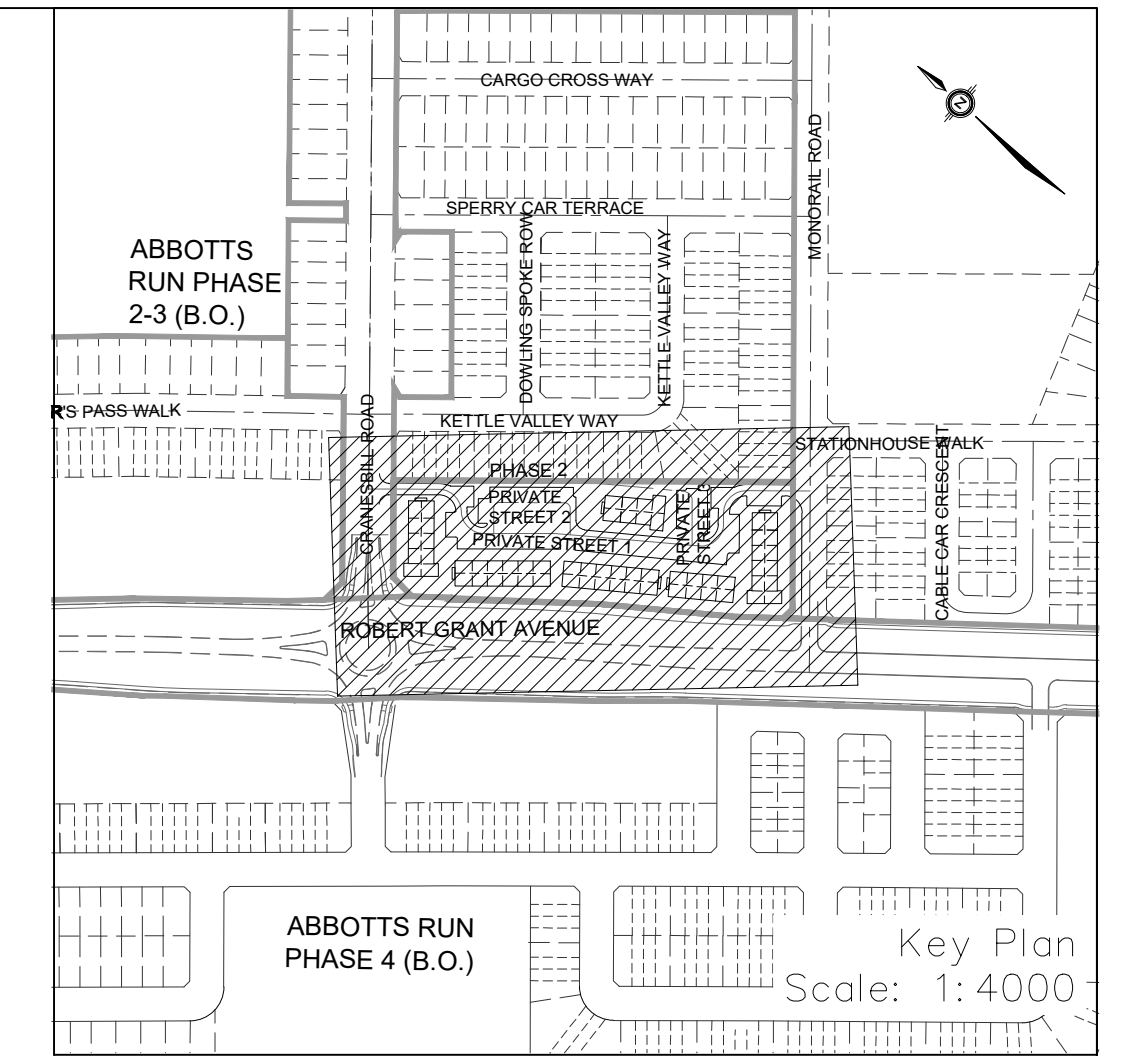 CARGO CROSS WAY
MONORAIL ROAD
N
SPERRY CAR TERRACE
ABBOTTS
RUN PHASE
2-3 (B.O.)
DOWLING SPOKE ROW
KETTLE VALLEY WAY
R'S PASS WALK
CRANESBILL ROAD
KETTLE VALLEY WAY
STATIONHOUSE WALK
CABLE CAR CRESCENT
PHASE 2
PRIVATE
STREET 2
PRIVATE
STREET 3
PRIVATE STREET 1
ROBERT GRANT AVENUE
ABBOTTS RUN
PHASE 4 (B.O.)
Key Plan
Scale: 1:4000